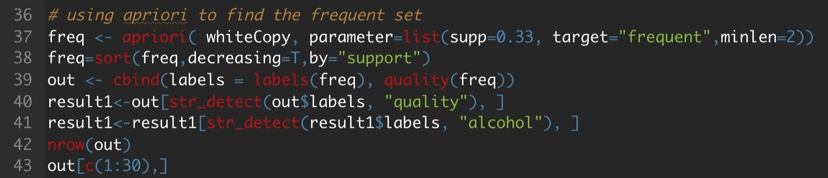 36 # using apriori to find the frequent set
37 freq <- apriori( whiteCopy, parameter=list(supp=0.33, target="frequent",minlen=2))
38 freq=sort(freq,decreasing=T,by="support")
39 out <- cbind(labels = labels(freq), quality(freq))
40 result1<-out[str_detect(out$labels, "quality"), ]
41 result1<-result1[str_detect(result1$labels, "alcohol"), ]
42 nrow(out)
43 out[c(1:30),]